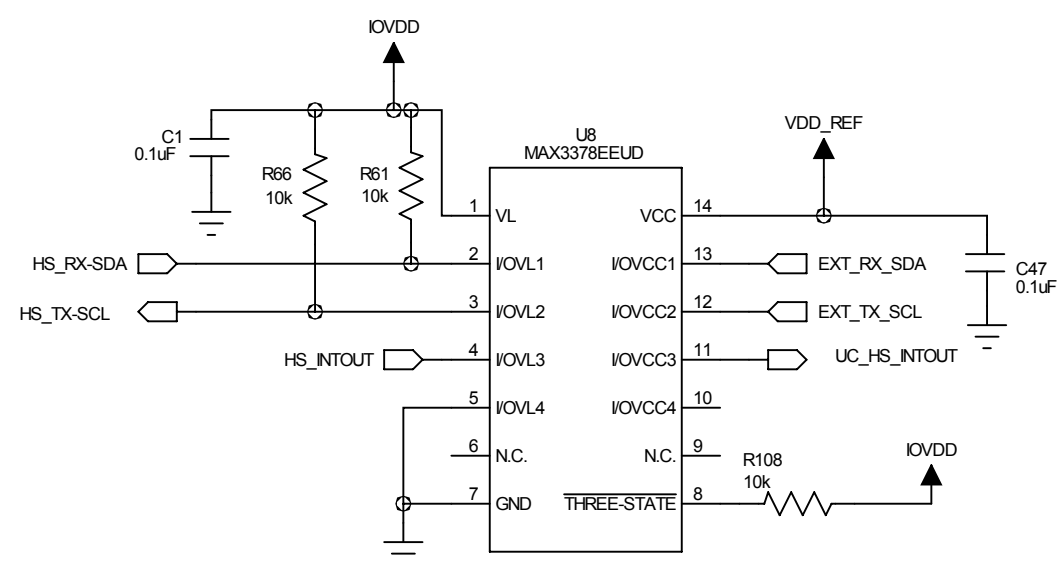 IOVDD
C1
0.1uF
R66
10k
R61
10k
U8
MAX3378EEUD
VDD_REF
1
VL
VCC
14
HS_RX-SDA
2
I/OVL1
I/OVCC1
13
EXT_RX_SDA
C47
0.1uF
HS_TX-SCL
3
I/OVL2
I/OVCC2
12
EXT_TX_SCL
HS_INTOUT
4
I/OVL3
I/OVCC3
11
UC_HS_INTOUT
5
I/OVL4
I/OVCC4
10
6
N.C.
N.C.
9
R108
10k
IOVDD
7
GND
THREE-STATE
8